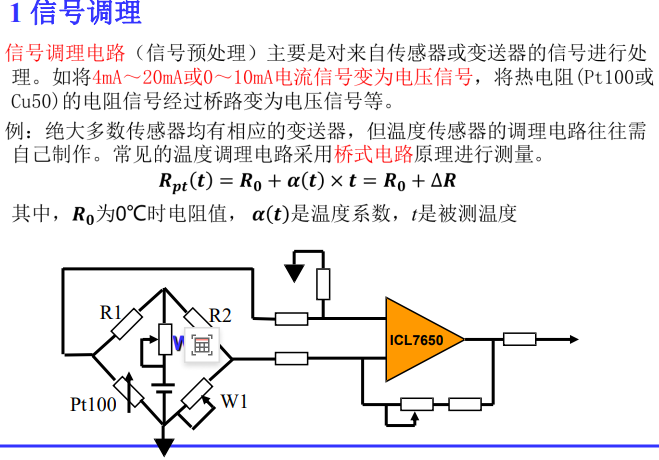 1 信号调理
信号调理电路（信号预处理）主要是对来自传感器或变送器的信号进行处
理。如将4mA～20mA或0～10mA电流信号变为电压信号，将热电阻(Pt100或
Cu50)的电阻信号经过桥路变为电压信号等。
例：绝大多数传感器均有相应的变送器，但温度传感器的调理电路往往需
自己制作。常见的温度调理电路采用桥式电路原理进行测量。
R_pt(t) = R_0 + α(t) × t = R_0 + ΔR
其中，R_0为0℃时电阻值，α(t)是温度系数，t是被测温度
R1
R2
ICL7650
Pt100
W1